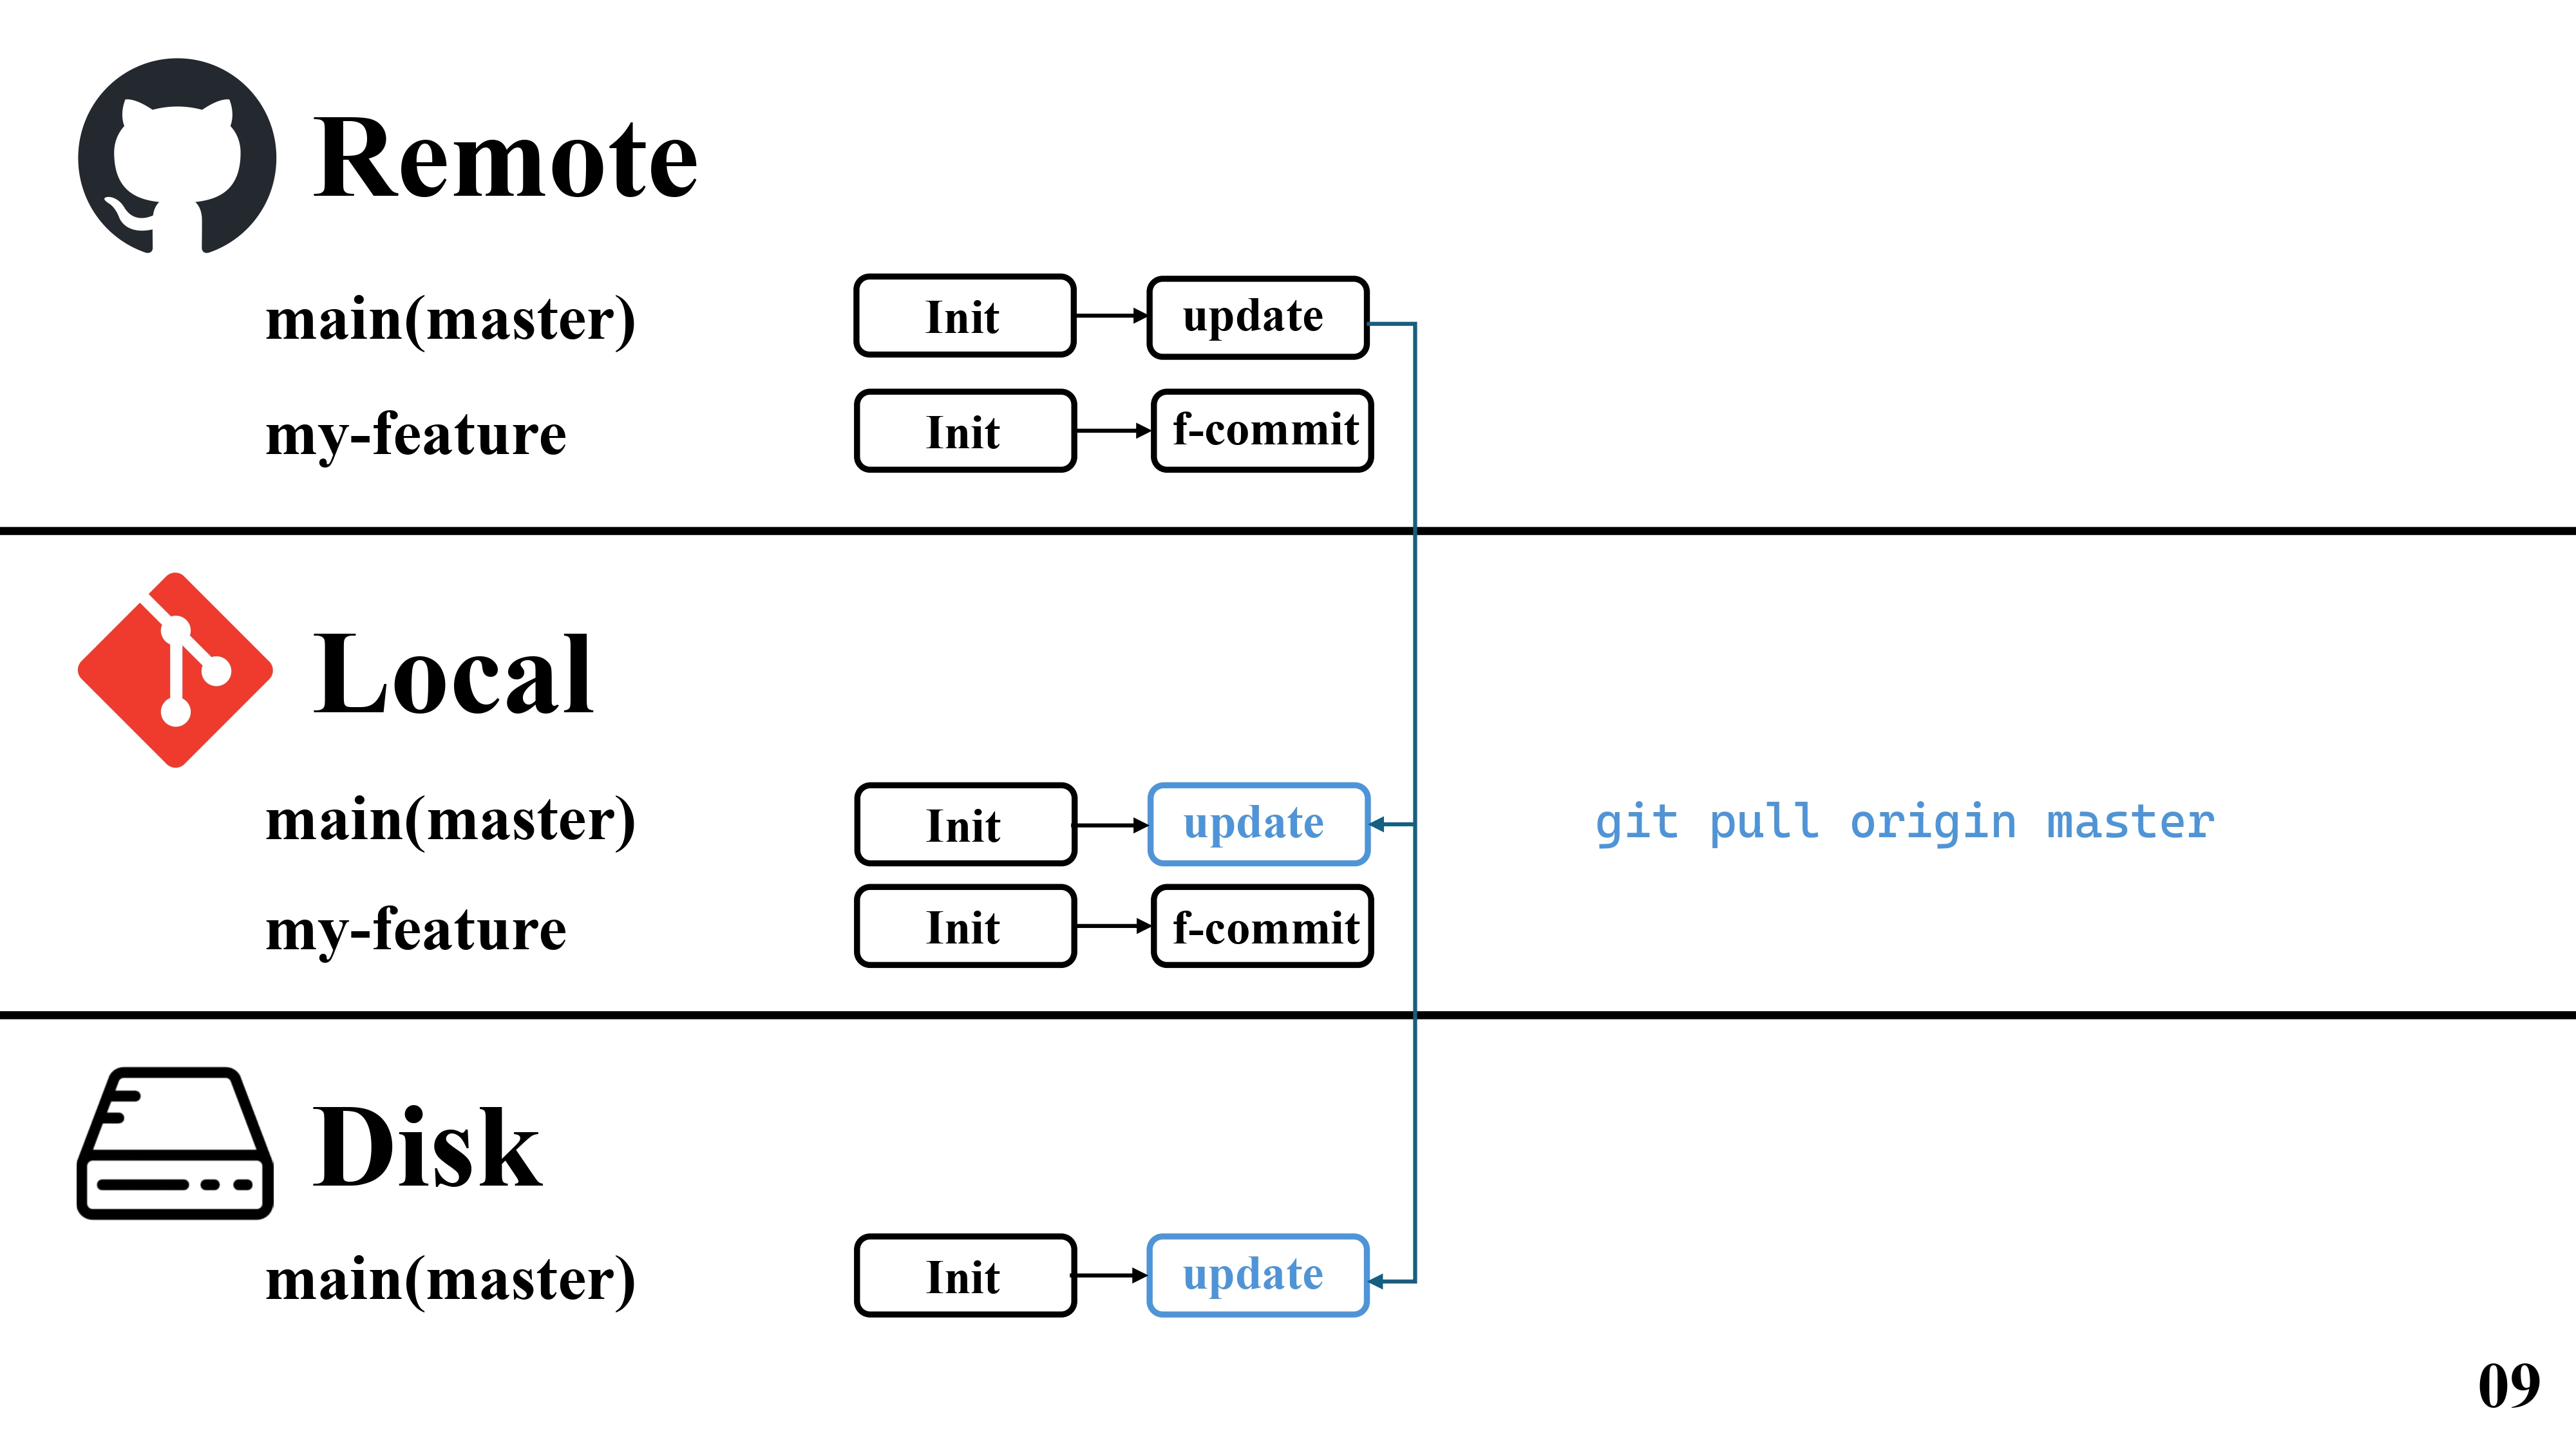 Remote
main(master) Init update
my-feature Init f-commit
Local
main(master) Init update git pull origin master
my-feature Init f-commit
Disk
main(master) Init update
09